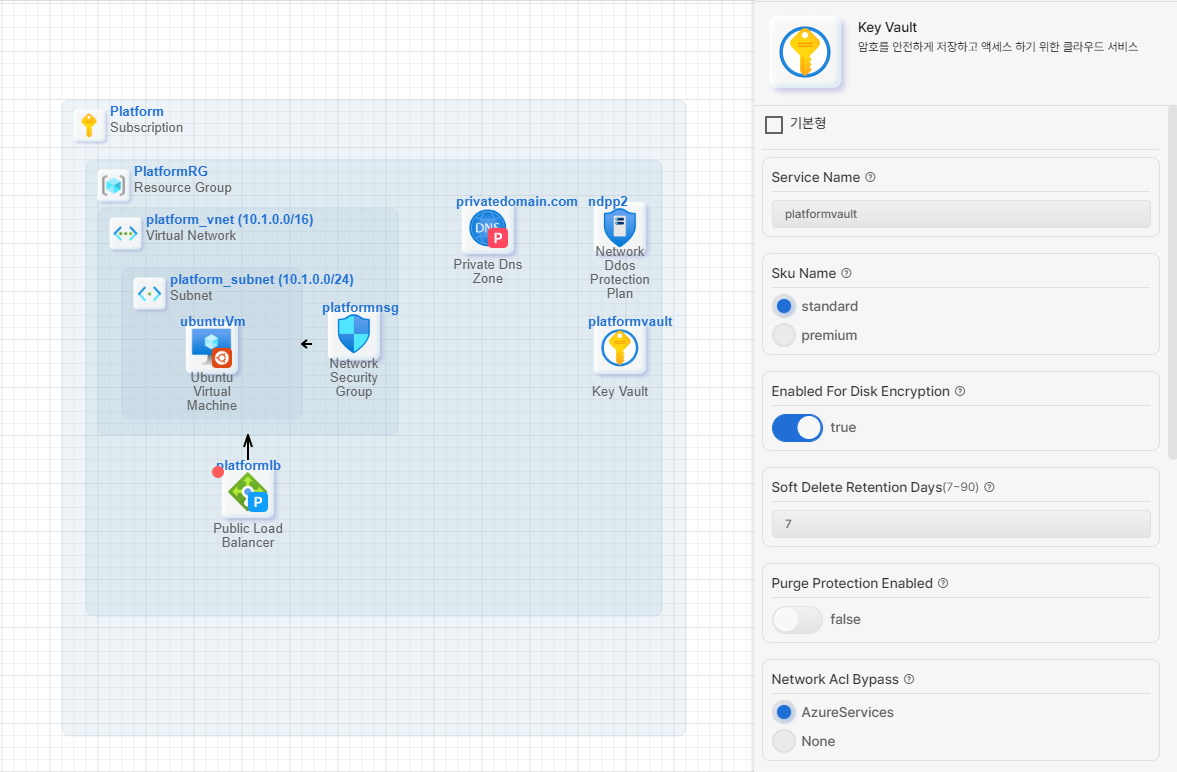 Platform
Subscription
PlatformRG
Resource Group
platform_vnet (10.1.0.0/16)
Virtual Network
platform_subnet (10.1.0.0/24)
Subnet
ubuntuVm
Ubuntu
Virtual
Machine
platformnsg
Network
Security
Group
platformlb
P
Public Load
Balancer
privatedomain.com
DNS
P
Private Dns
Zone
ndpp2
Network
Ddos
Protection
Plan
platformvault
Key Vault
Key Vault
암호를 안전하게 저장하고 액세스 하기 위한 클라우드 서비스
기본형
Service Name
platformvault
Sku Name
standard
premium
Enabled For Disk Encryption
true
Soft Delete Retention Days(7~90)
7
Purge Protection Enabled
false
Network Acl Bypass
AzureServices
None